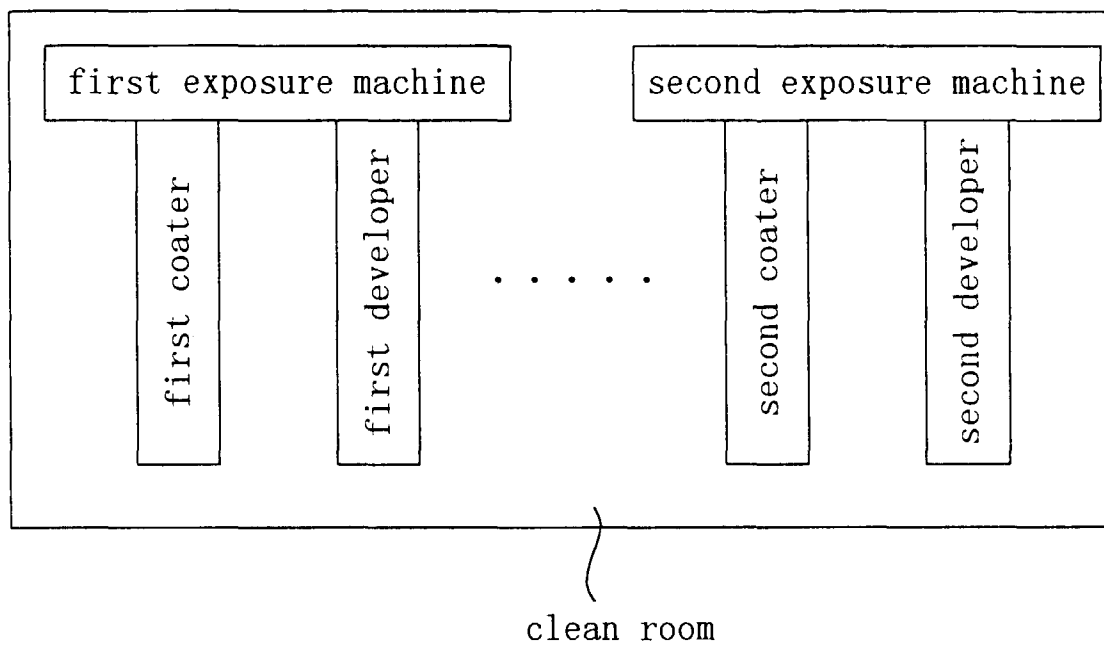 first exposure machine
second exposure machine
first coater
first developer
. . . . .
second coater
second developer
clean room